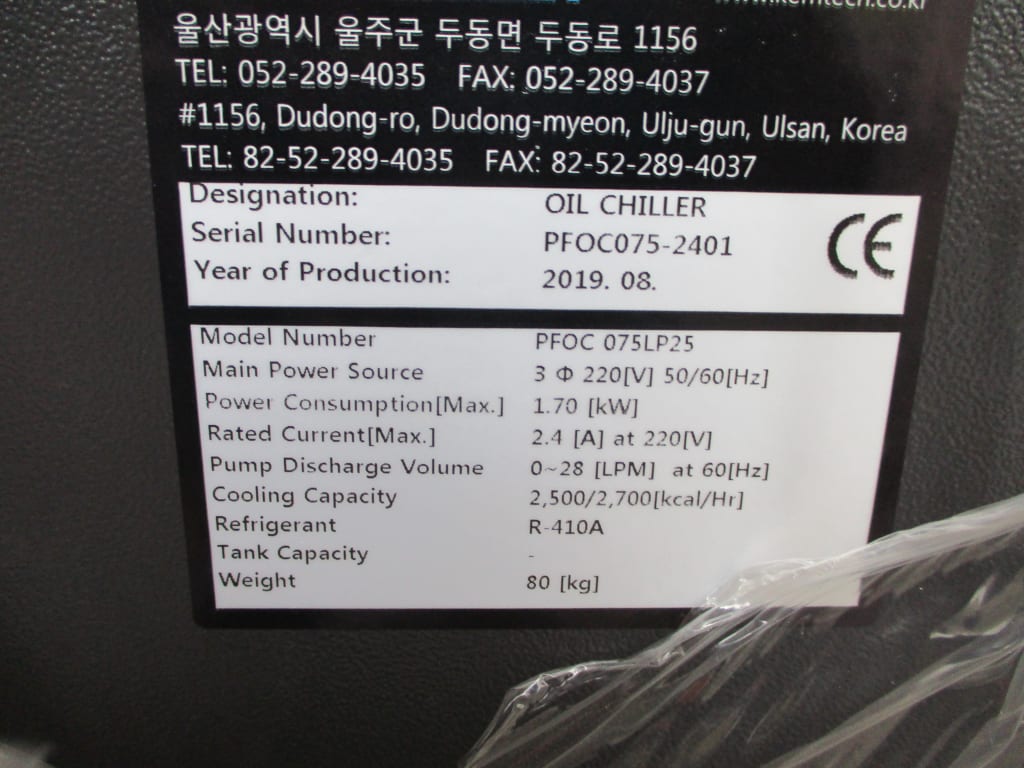 www.kemtech.co.kr
울산광역시 울주군 두동면 두동로 1156
TEL: 052-289-4035 FAX: 052-289-4037
#1156, Dudong-ro, Dudong-myeon, Ulju-gun, Ulsan, Korea
TEL: 82-52-289-4035 FAX: 82-52-289-4037
Designation: OIL CHILLER
Serial Number: PFOC075-2401
Year of Production: 2019. 08.
CE
Model Number PFOC 075LP25
Main Power Source 3 Φ 220[V] 50/60[Hz]
Power Consumption[Max.] 1.70 [kW]
Rated Current[Max.] 2.4 [A] at 220[V]
Pump Discharge Volume 0~28 [LPM] at 60[Hz]
Cooling Capacity 2,500/2,700[kcal/Hr]
Refrigerant R-410A
Tank Capacity -
Weight 80 [kg]